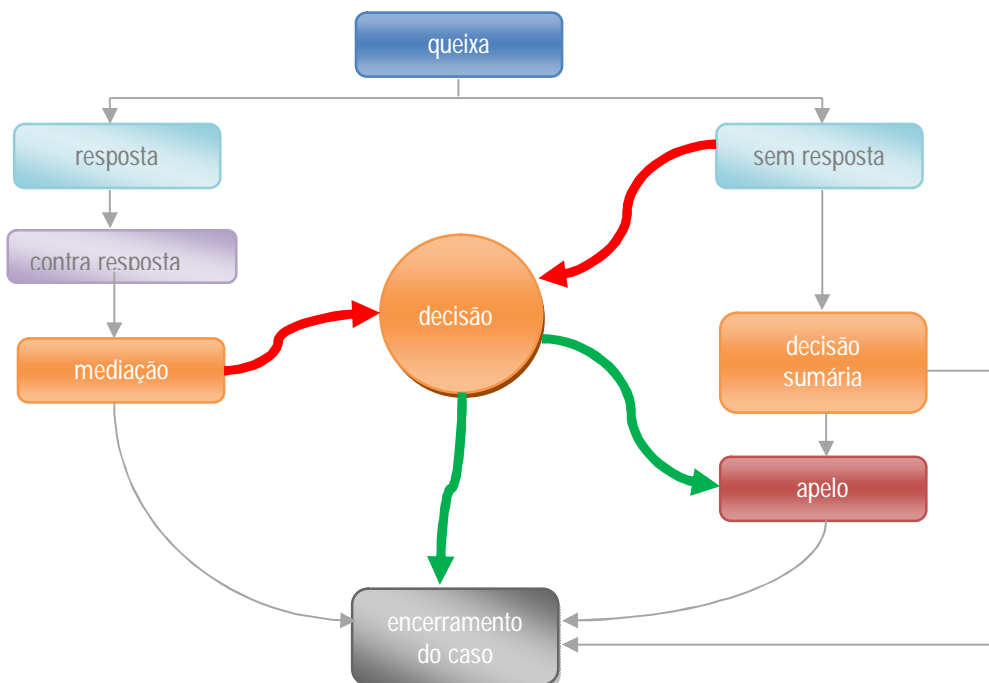 queixa
resposta
sem resposta
contra resposta
decisão
mediação
decisão
sumária
apelo
encerramento
do caso